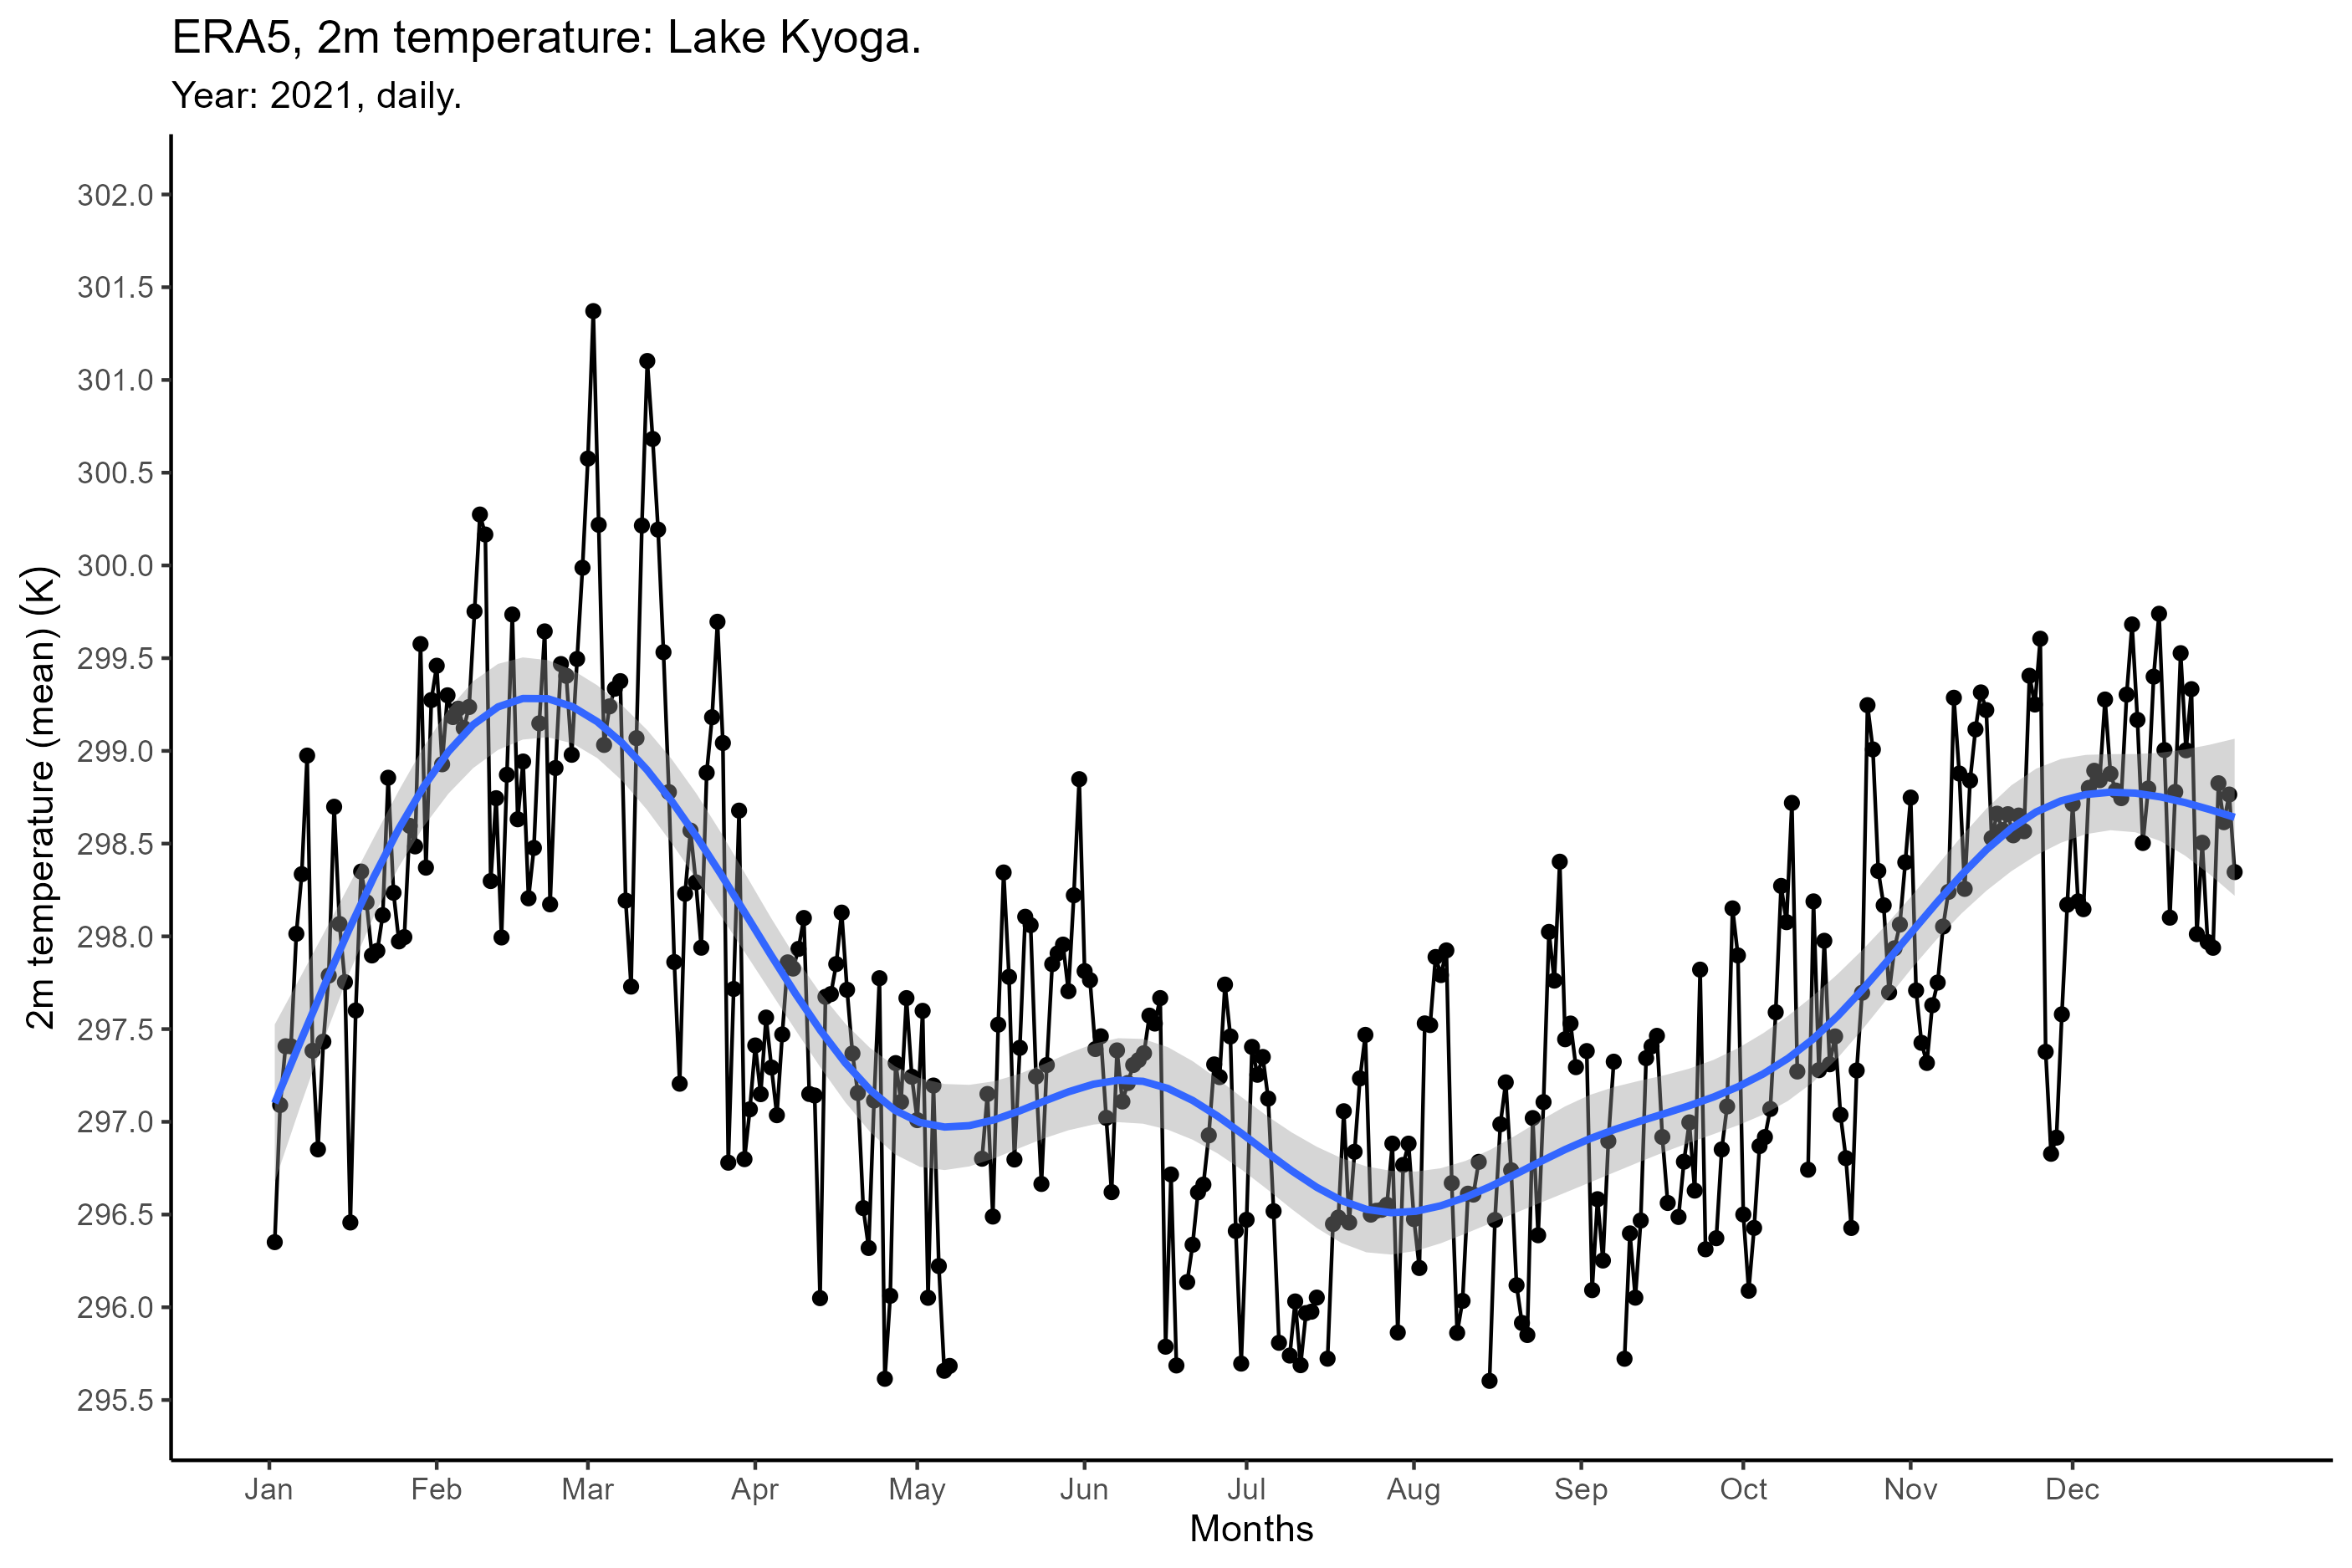 ERA5, 2m temperature: Lake Kyoga.
Year: 2021, daily.
2m temperature (mean) (K)
302.0
301.5
301.0
300.5
300.0
299.5
299.0
298.5
298.0
297.5
297.0
296.5
296.0
295.5
Jan Feb Mar Apr May Jun Jul Aug Sep Oct Nov Dec
Months